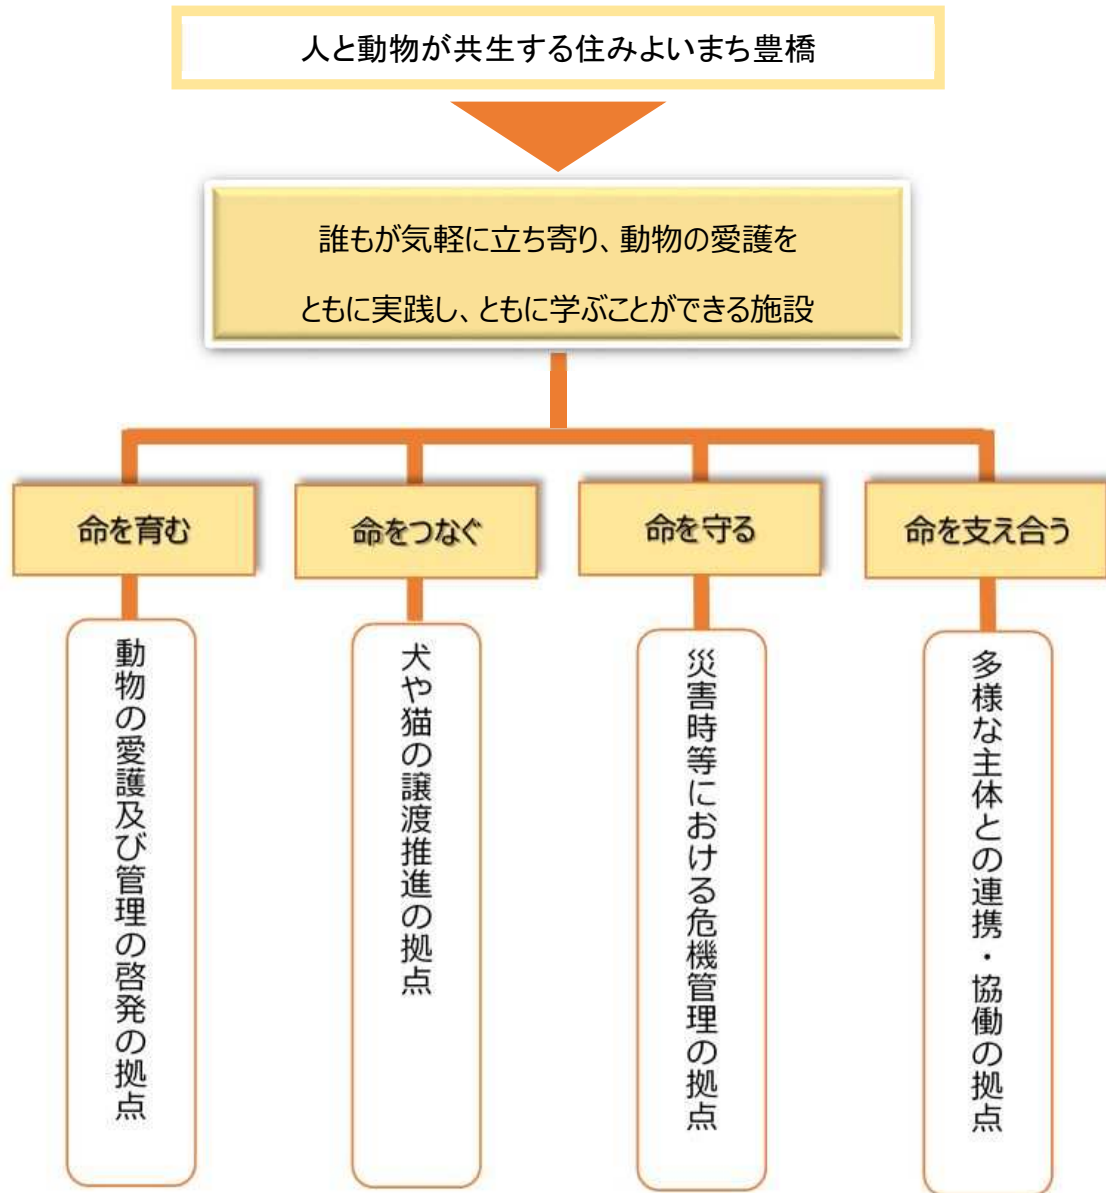 人と動物が共生する住みよいまち豊橋
誰もが気軽に立ち寄り、動物の愛護を
ともに実践し、ともに学ぶことができる施設
命を育む
命をつなぐ
命を守る
命を支え合う
動物の愛護及び管理の啓発の拠点
犬や猫の譲渡推進の拠点
災害時等における危機管理の拠点
多様な主体との連携・協働の拠点